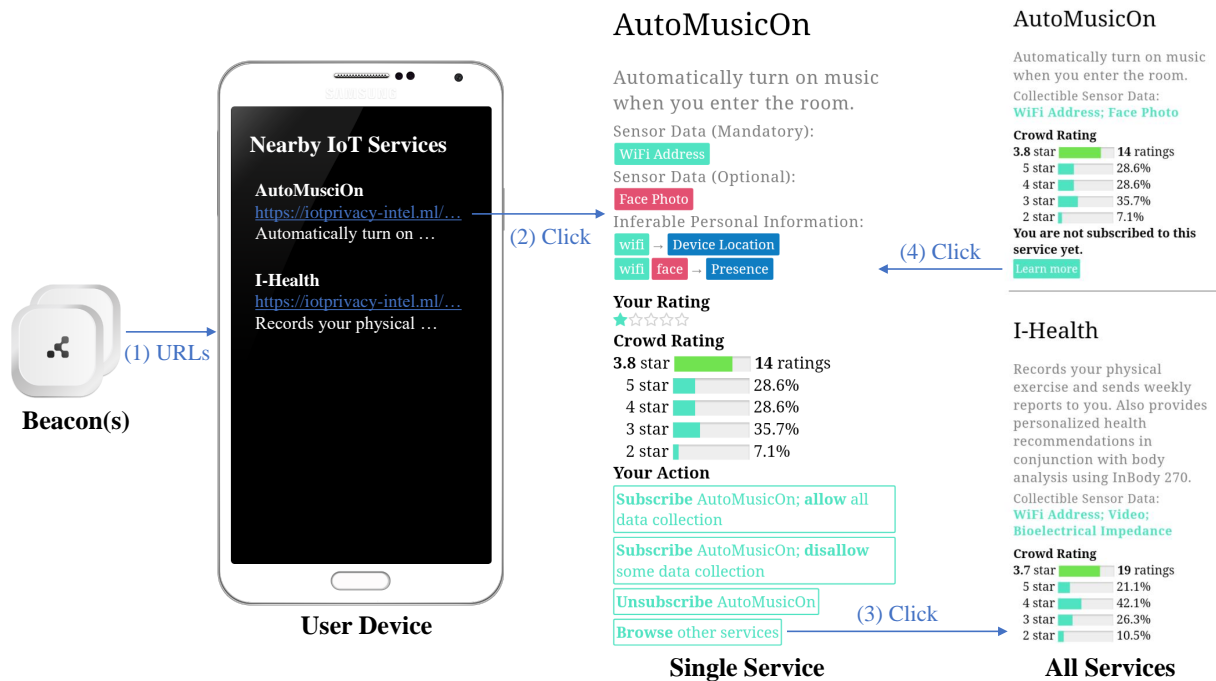 (1) URLs
Beacon(s)
SAMSUNG
Nearby IoT Services
AutoMusciOn
https://iotprivacy-intel.ml/…
Automatically turn on …
I-Health
https://iotprivacy-intel.ml/…
Records your physical …
User Device
(2) Click
AutoMusicOn
Automatically turn on music
when you enter the room.
Sensor Data (Mandatory):
WiFi Address
Sensor Data (Optional):
Face Photo
Inferable Personal Information:
wifi → Device Location
wifi face → Presence
Your Rating
Crowd Rating
3.8 star 14 ratings
5 star 28.6%
4 star 28.6%
3 star 35.7%
2 star 7.1%
Your Action
Subscribe AutoMusicOn; allow all
data collection
Subscribe AutoMusicOn; disallow
some data collection
Unsubscribe AutoMusicOn
Browse other services
Single Service
(3) Click
(4) Click
AutoMusicOn
Automatically turn on music
when you enter the room.
Collectible Sensor Data:
WiFi Address; Face Photo
Crowd Rating
3.8 star 14 ratings
5 star 28.6%
4 star 28.6%
3 star 35.7%
2 star 7.1%
You are not subscribed to this
service yet.
Learn more
I-Health
Records your physical
exercise and sends weekly
reports to you. Also provides
personalized health
recommendations in
conjunction with body
analysis using InBody 270.
Collectible Sensor Data:
WiFi Address; Video;
Bioelectrical Impedance
Crowd Rating
3.7 star 19 ratings
5 star 21.1%
4 star 42.1%
3 star 26.3%
2 star 10.5%
All Services